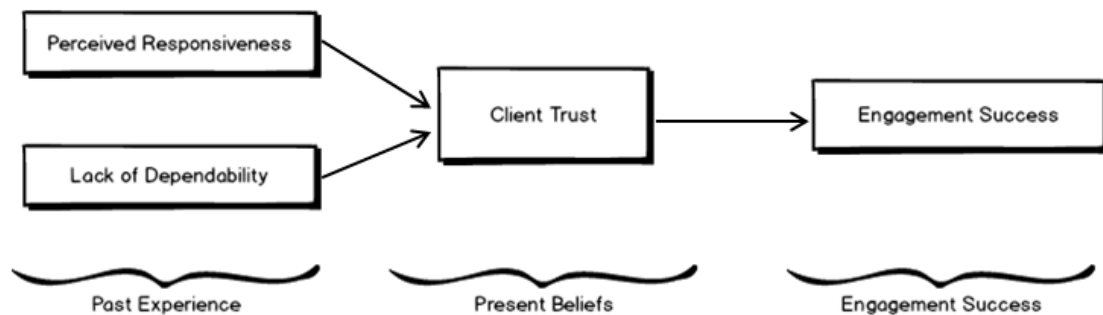 Perceived Responsiveness
Client Trust
Engagement Success
Lack of Dependability
Past Experience
Present Beliefs
Engagement Success